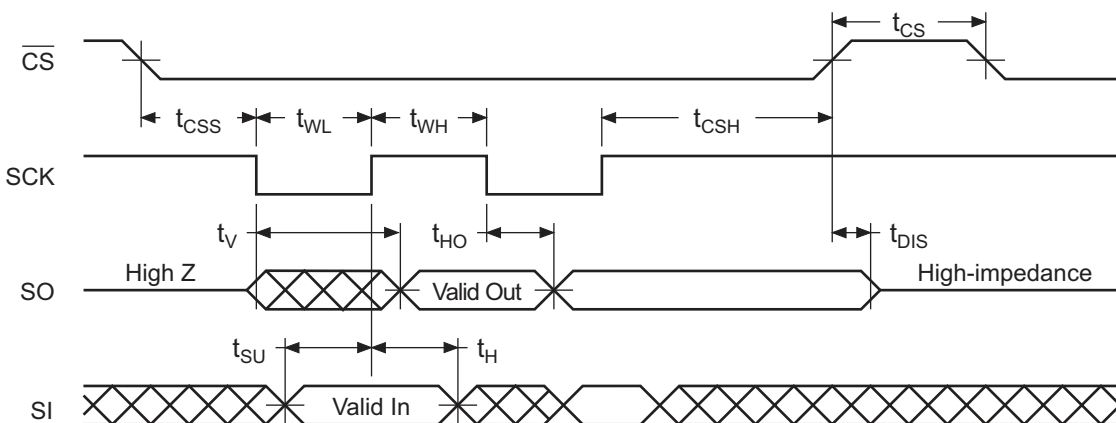 t_CS
C̅S̅
t_CSS t_WL t_WH t_CSH
SCK
t_V t_HO t_DIS
High Z High-impedance
SO Valid Out
t_SU t_H
SI Valid In